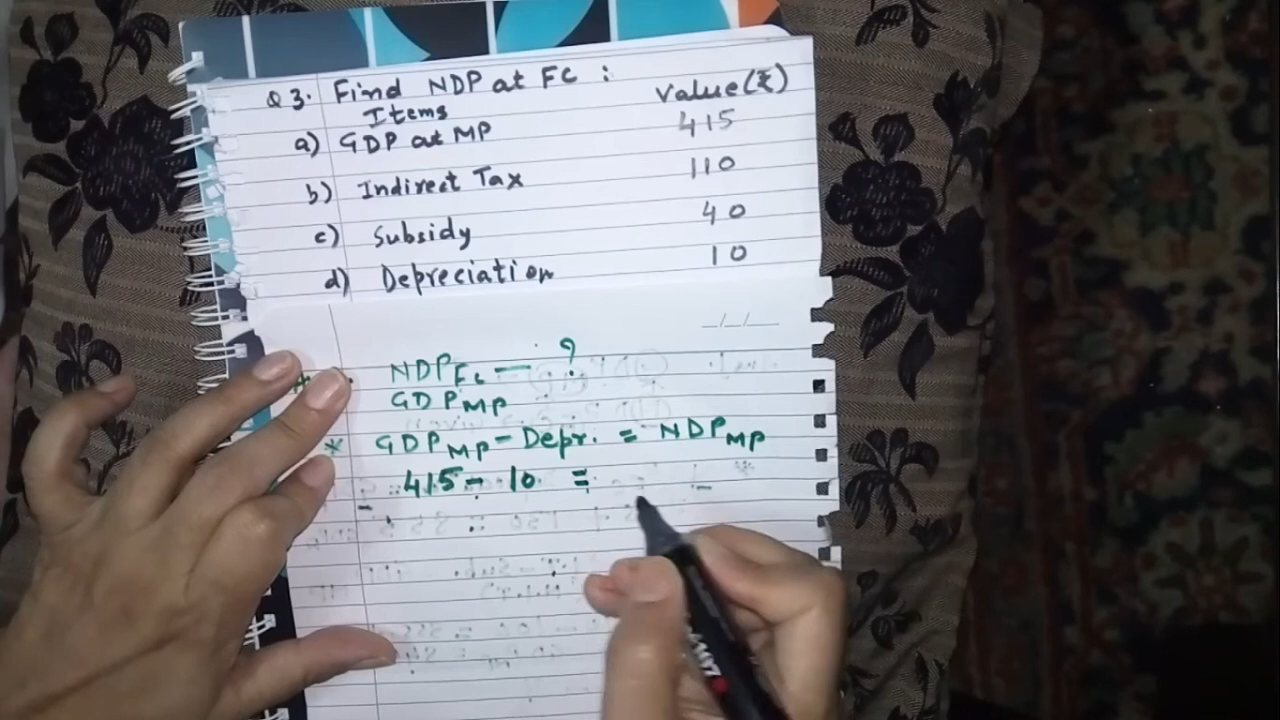 Q3. Find NDP at FC :
Items Value(₹)
a) GDP at MP 415
b) Indirect Tax 110
c) Subsidy 40
d) Depreciation 10
_/_/_
NDPFC — ?
GDPMP
* GDPMP - Depr. = NDPMP
415 - 10 =